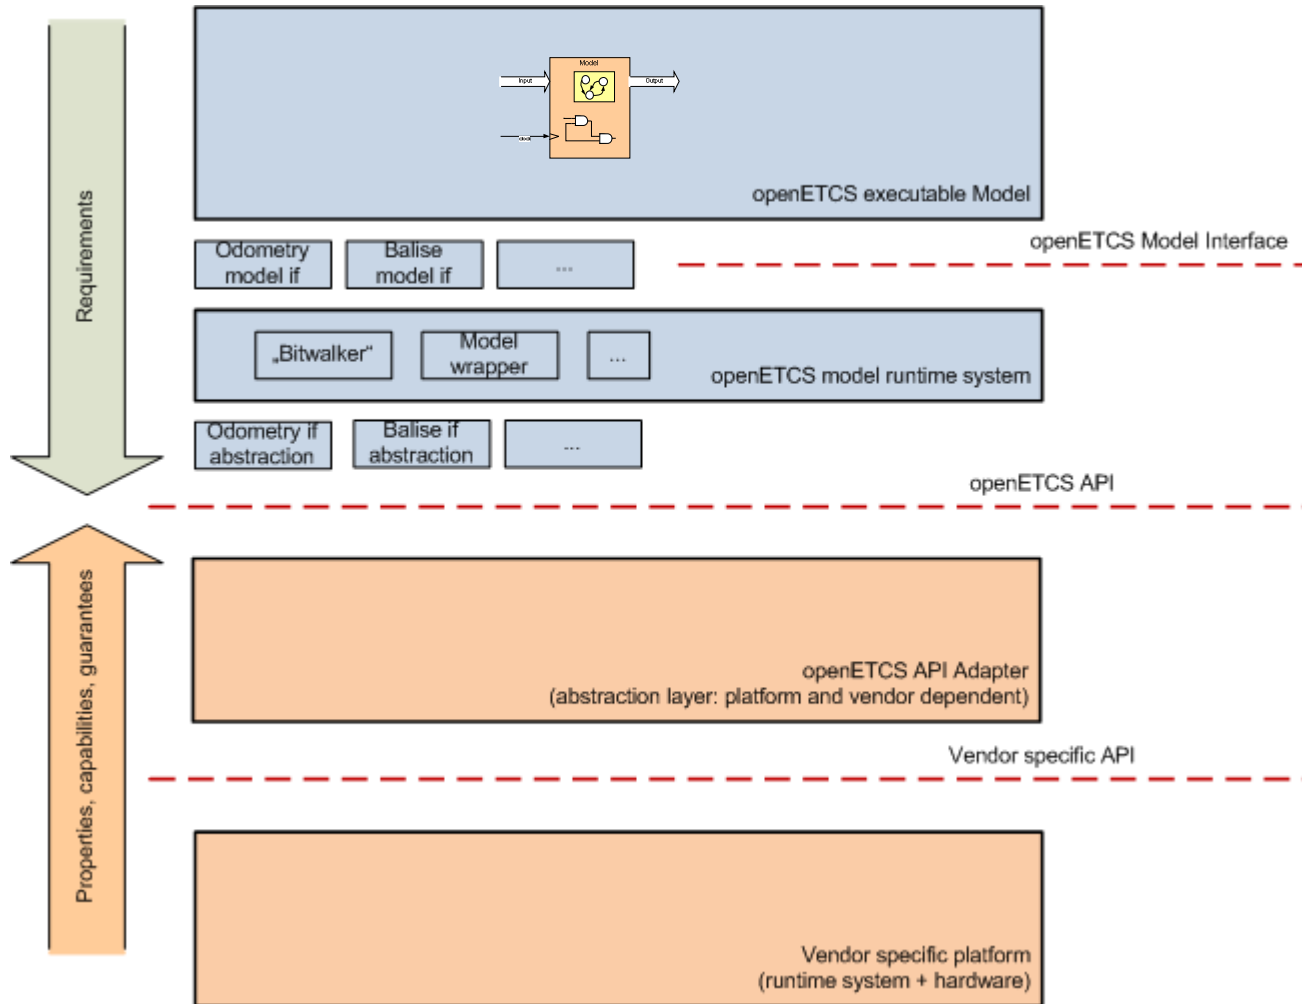 Model
Input
Output
clock
openETCS executable Model
Requirements
Odometry
model if
Balise
model if
...
openETCS Model Interface
„Bitwalker“
Model
wrapper
...
openETCS model runtime system
Odometry if
abstraction
Balise if
abstraction
...
openETCS API
Properties, capabilities, guarantees
openETCS API Adapter
(abstraction layer: platform and vendor dependent)
Vendor specific API
Vendor specific platform
(runtime system + hardware)